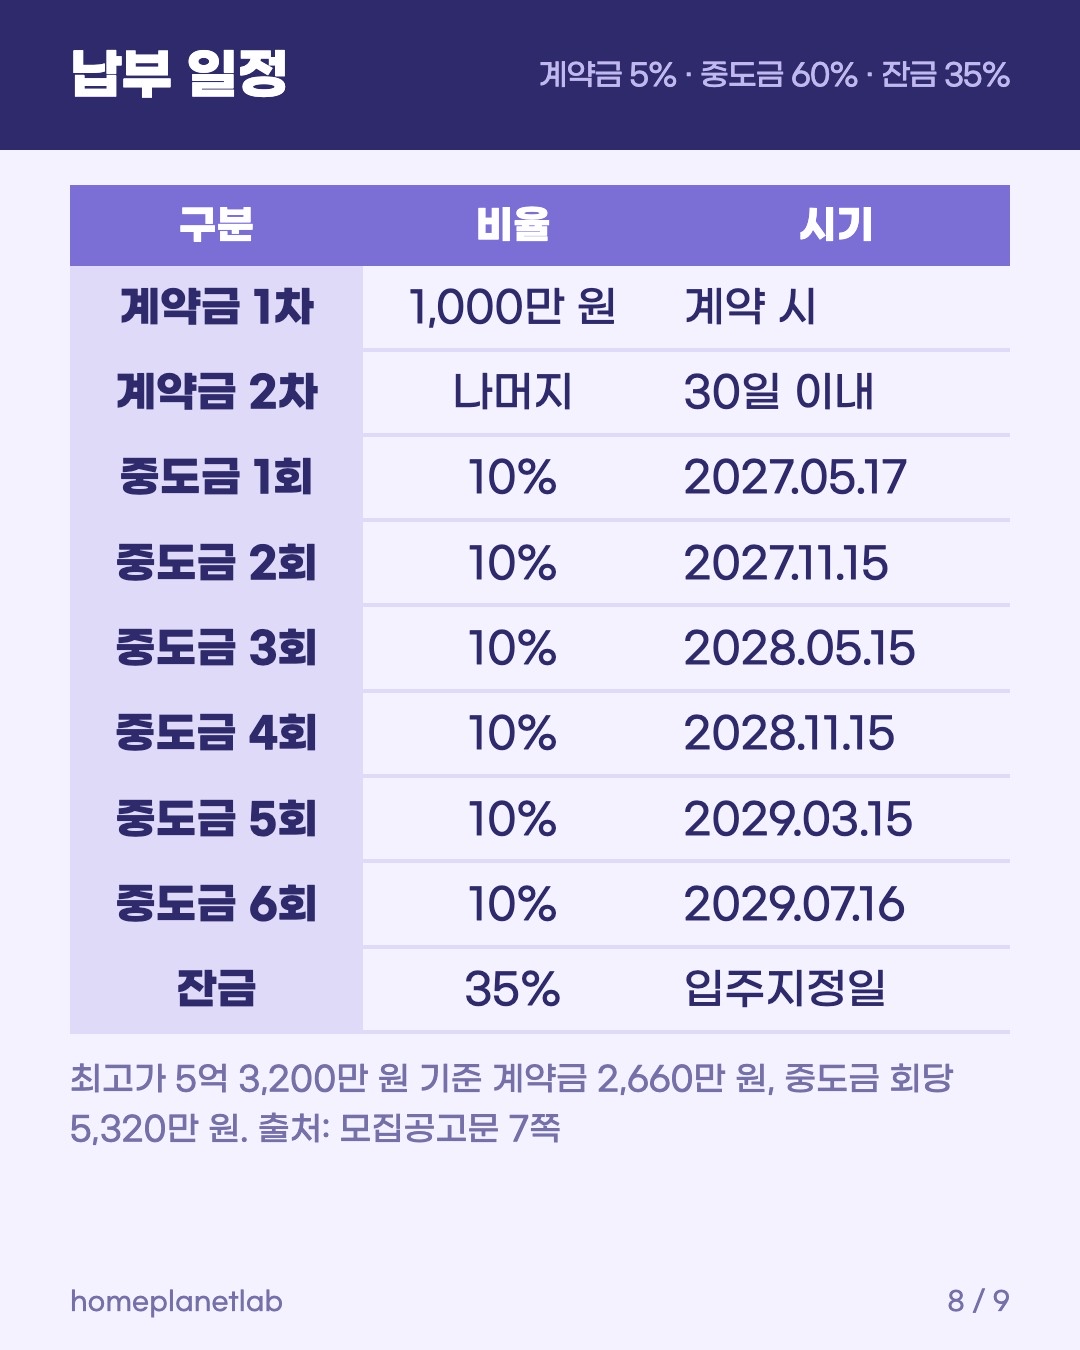 납부 일정
계약금 5% · 중도금 60% · 잔금 35%
구분 비율 시기
계약금 1차 1,000만 원 계약 시
계약금 2차 나머지 30일 이내
중도금 1회 10% 2027.05.17
중도금 2회 10% 2027.11.15
중도금 3회 10% 2028.05.15
중도금 4회 10% 2028.11.15
중도금 5회 10% 2029.03.15
중도금 6회 10% 2029.07.16
잔금 35% 입주지정일
최고가 5억 3,200만 원 기준 계약금 2,660만 원, 중도금 회당
5,320만 원. 출처: 모집공고문 7쪽
homeplanetlab
8 / 9